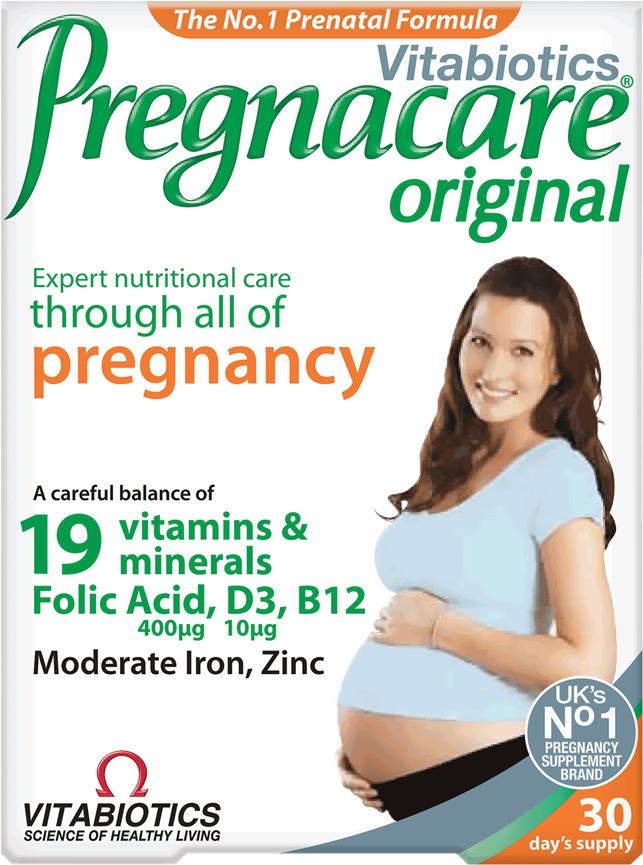 The No.1 Prenatal Formula
Vitabiotics
Pregnacare®
original
Expert nutritional care
through all of
pregnancy
A careful balance of
19 vitamins &
minerals
Folic Acid, D3, B12
400µg 10µg
Moderate Iron, Zinc
UK's
Nº1
PREGNANCY
SUPPLEMENT
BRAND
VITABIOTICS
SCIENCE OF HEALTHY LIVING
30
day's supply